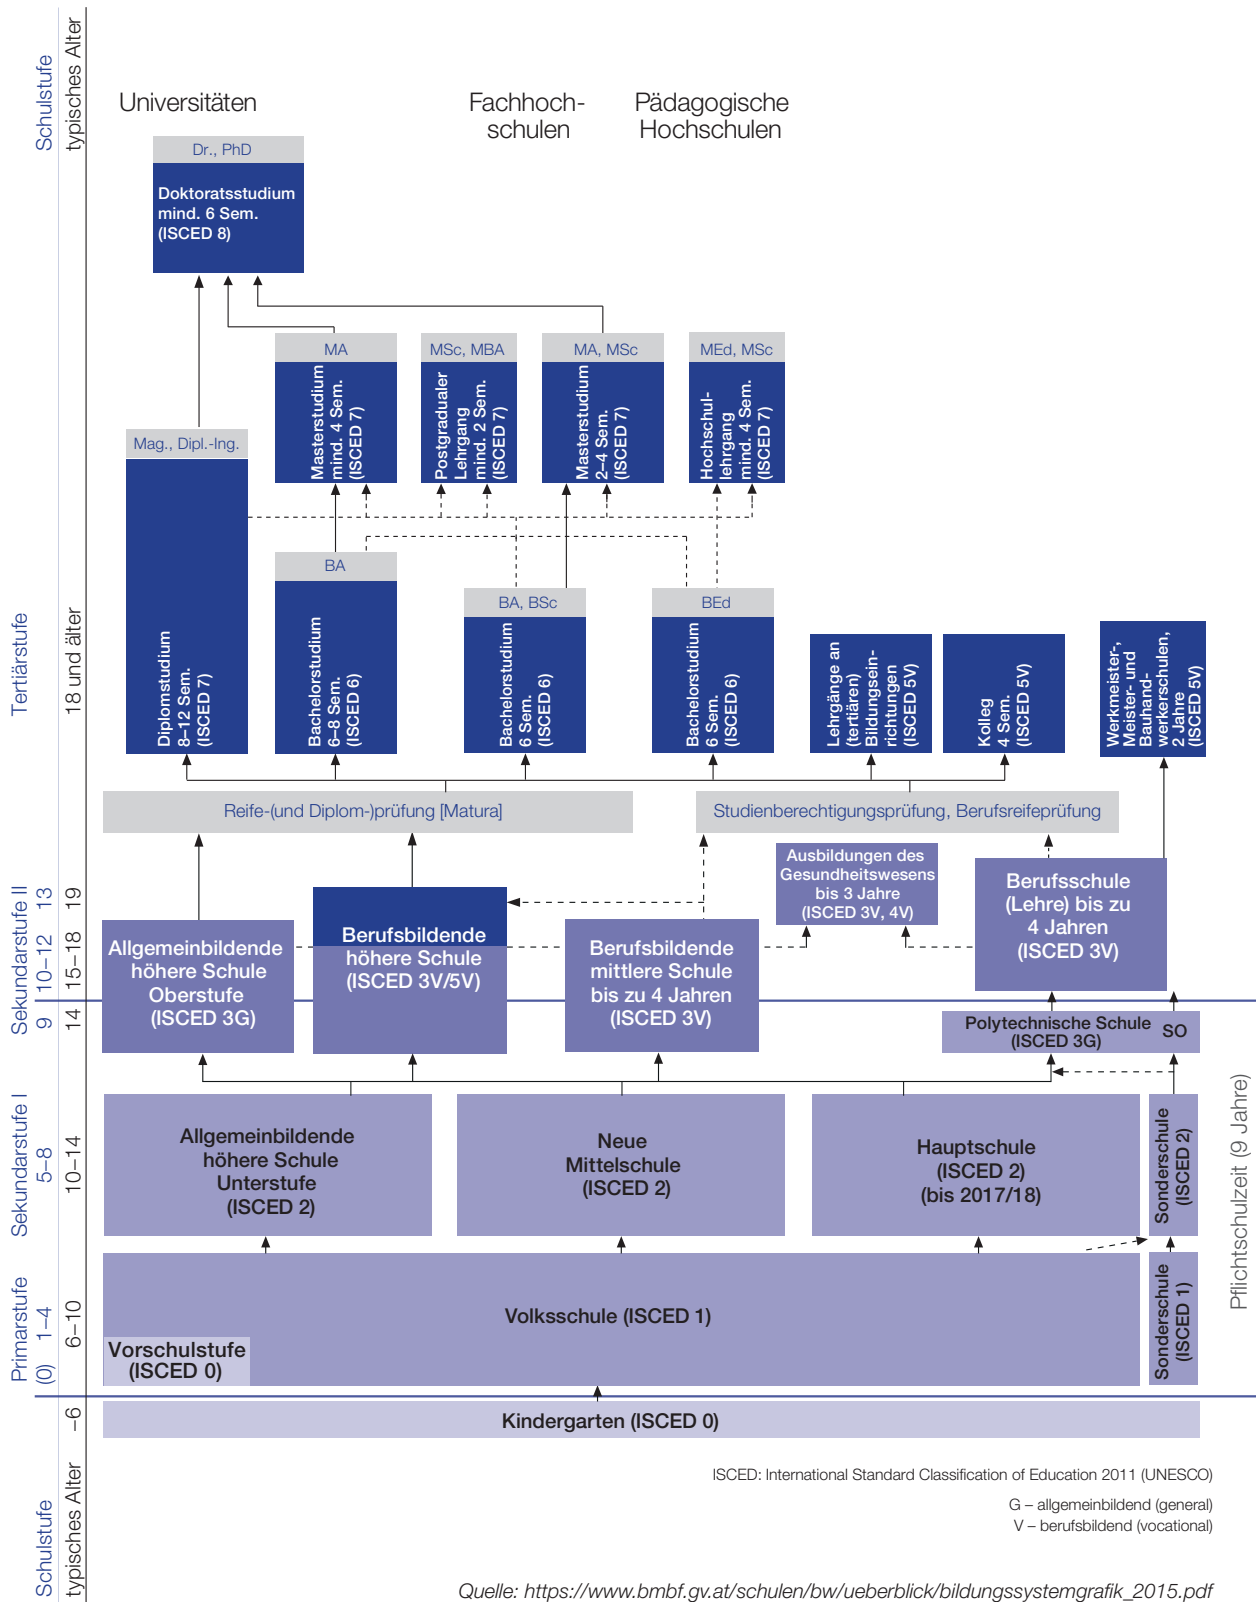 Schulstufe
typisches Alter
Universitäten
Fachhoch-
schulen
Pädagogische
Hochschulen
Dr., PhD
Doktoratsstudium
mind. 6 Sem.
(ISCED 8)
MA
Masterstudium
mind. 4 Sem.
(ISCED 7)
MSc, MBA
Postgradualer
Lehrgang
mind. 2 Sem.
(ISCED 7)
MA, MSc
Masterstudium
2–4 Sem.
(ISCED 7)
MEd, MSc
Hochschul-
lehrgang
mind. 4 Sem.
(ISCED 7)
Mag., Dipl.-Ing.
Diplomstudium
8–12 Sem.
(ISCED 7)
BA
Bachelorstudium
6–8 Sem.
(ISCED 6)
BA, BSc
Bachelorstudium
6 Sem.
(ISCED 6)
BEd
Bachelorstudium
6 Sem.
(ISCED 6)
Lehrgänge an
(tertiären)
Bildungsein-
richtungen
(ISCED 5V)
Kolleg
4 Sem.
(ISCED 5V)
Werkmeister-,
Meister- und
Bauhand-
werkerschulen,
2 Jahre
(ISCED 5V)
Tertiärstufe
18 und älter
Reife-(und Diplom-)prüfung [Matura]
Studienberechtigungsprüfung, Berufsreifeprüfung
Sekundarstufe II
9
10–12
13
14
15–18
19
Allgemeinbildende
höhere Schule
Oberstufe
(ISCED 3G)
Berufsbildende
höhere Schule
(ISCED 3V/5V)
Berufsbildende
mittlere Schule
bis zu 4 Jahren
(ISCED 3V)
Ausbildungen des
Gesundheitswesens
bis 3 Jahre
(ISCED 3V, 4V)
Berufsschule
(Lehre) bis zu
4 Jahren
(ISCED 3V)
Polytechnische Schule
(ISCED 3G)
SO
Sekundarstufe I
5–8
10–14
Allgemeinbildende
höhere Schule
Unterstufe
(ISCED 2)
Neue
Mittelschule
(ISCED 2)
Hauptschule
(ISCED 2)
(bis 2017/18)
Sonderschule
(ISCED 2)
Pflichtschulzeit (9 Jahre)
Primarstufe
(0)
1–4
6–10
Volksschule (ISCED 1)
Vorschulstufe
(ISCED 0)
Sonderschule
(ISCED 1)
–6
Kindergarten (ISCED 0)
Schulstufe
typisches Alter
ISCED: International Standard Classification of Education 2011 (UNESCO)
G – allgemeinbildend (general)
V – berufsbildend (vocational)
Quelle: https://www.bmbf.gv.at/schulen/bw/ueberblick/bildungssystemgrafik_2015.pdf